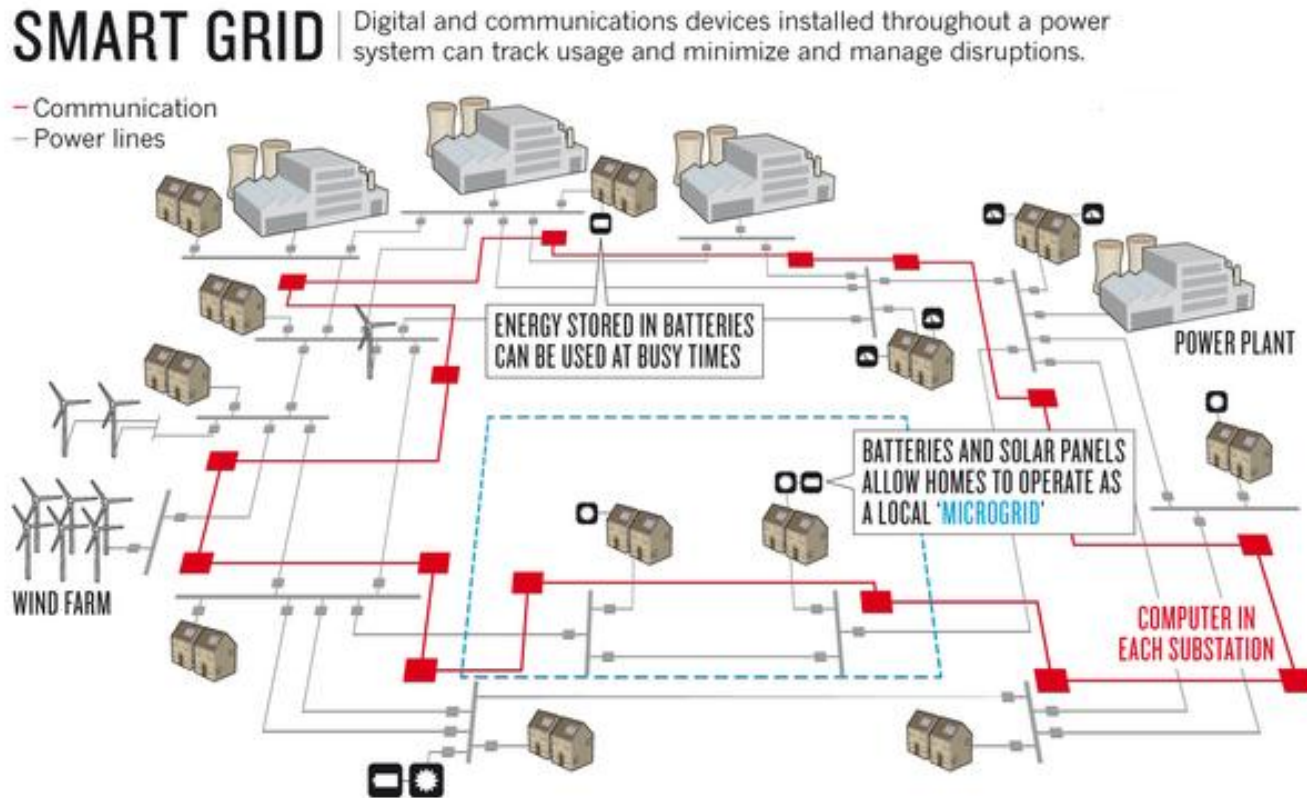 SMART GRID
Digital and communications devices installed throughout a power
system can track usage and minimize and manage disruptions.
Communication
Power lines
ENERGY STORED IN BATTERIES
CAN BE USED AT BUSY TIMES
POWER PLANT
BATTERIES AND SOLAR PANELS
ALLOW HOMES TO OPERATE AS
A LOCAL 'MICROGRID'
WIND FARM
COMPUTER IN
EACH SUBSTATION